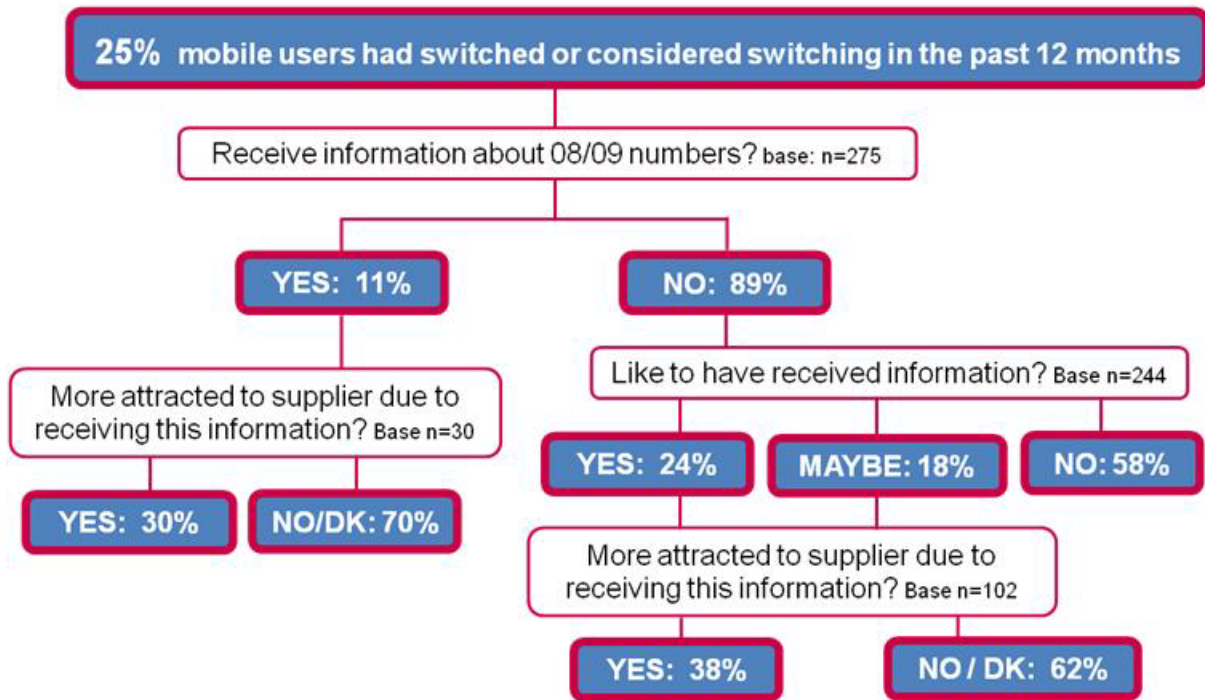 25% mobile users had switched or considered switching in the past 12 months
Receive information about 08/09 numbers? base: n=275
YES: 11%
NO: 89%
More attracted to supplier due to
receiving this information? Base n=30
Like to have received information? Base n=244
YES: 30%
NO/DK: 70%
YES: 24%
MAYBE: 18%
NO: 58%
More attracted to supplier due to
receiving this information? Base n=102
YES: 38%
NO / DK: 62%